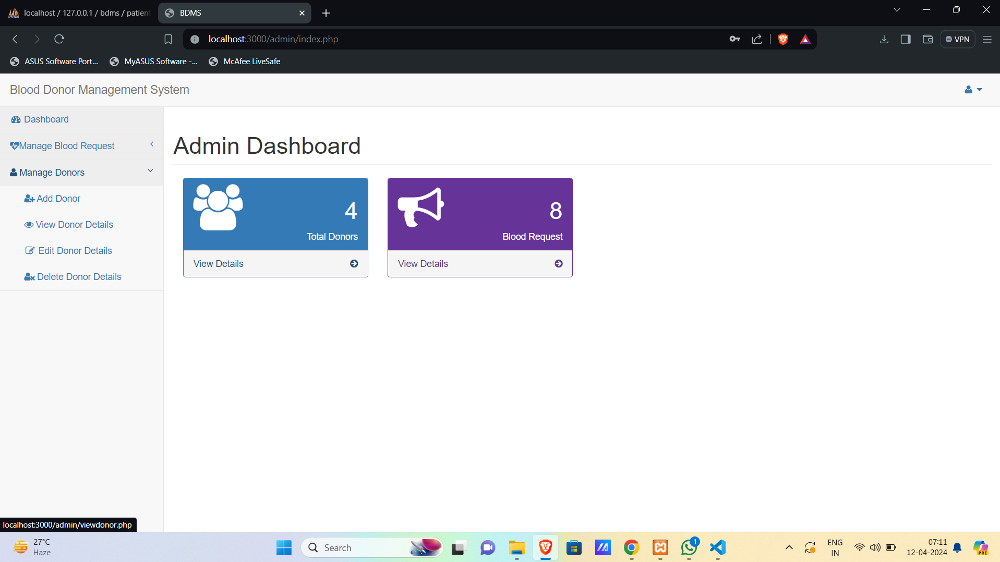 localhost / 127.0.0.1 / bdms / patien
BDMS
localhost:3000/admin/index.php
VPN
ASUS Software Port...
MyASUS Software -...
McAfee LiveSafe
Blood Donor Management System
Dashboard
Manage Blood Request
Manage Donors
Add Donor
View Donor Details
Edit Donor Details
Delete Donor Details
Admin Dashboard
4
Total Donors
View Details
8
Blood Request
View Details
localhost:3000/admin/viewdonor.php
27°C
Haze
Search
1
ENG
IN
07:11
12-04-2024
PRE